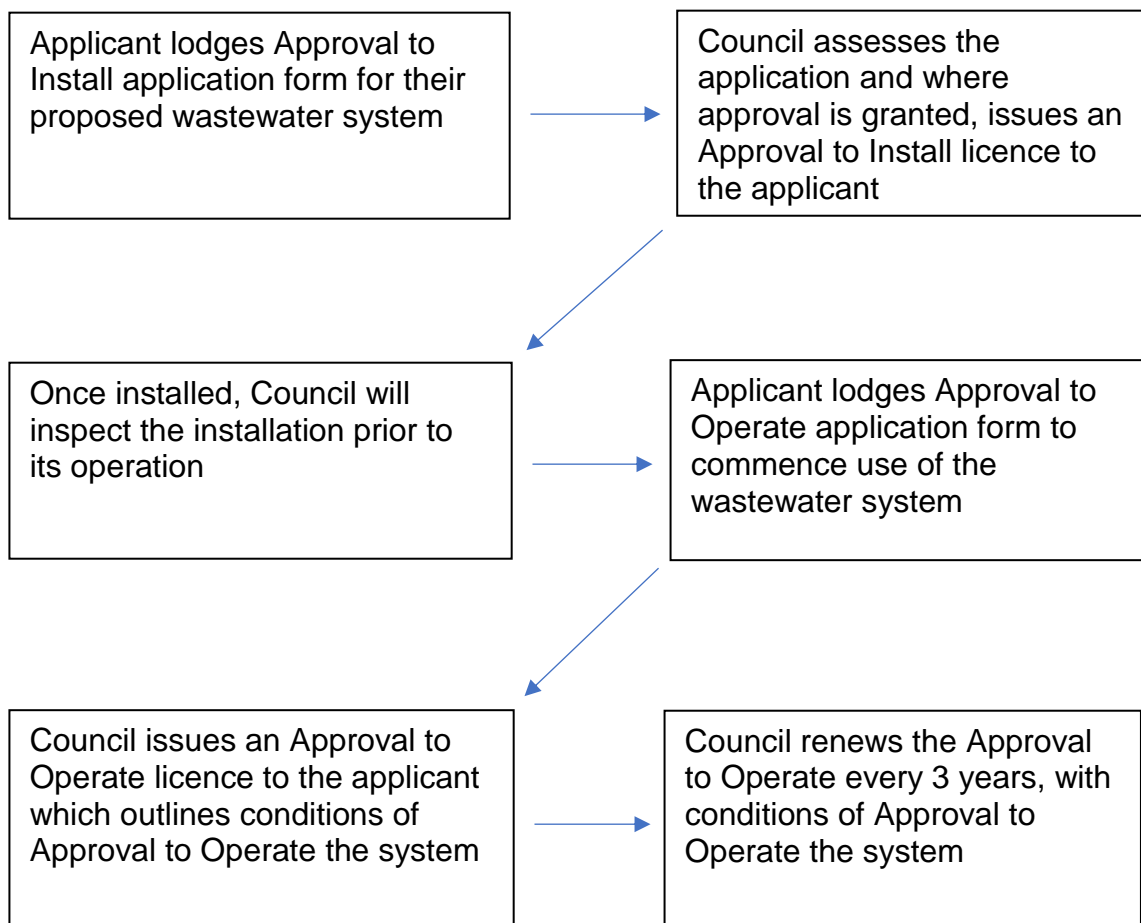 Applicant lodges Approval to
Install application form for their
proposed wastewater system
Council assesses the
application and where
approval is granted, issues an
Approval to Install licence to
the applicant
Once installed, Council will
inspect the installation prior to
its operation
Applicant lodges Approval to
Operate application form to
commence use of the
wastewater system
Council issues an Approval to
Operate licence to the applicant
which outlines conditions of
Approval to Operate the system
Council renews the Approval
to Operate every 3 years, with
conditions of Approval to
Operate the system